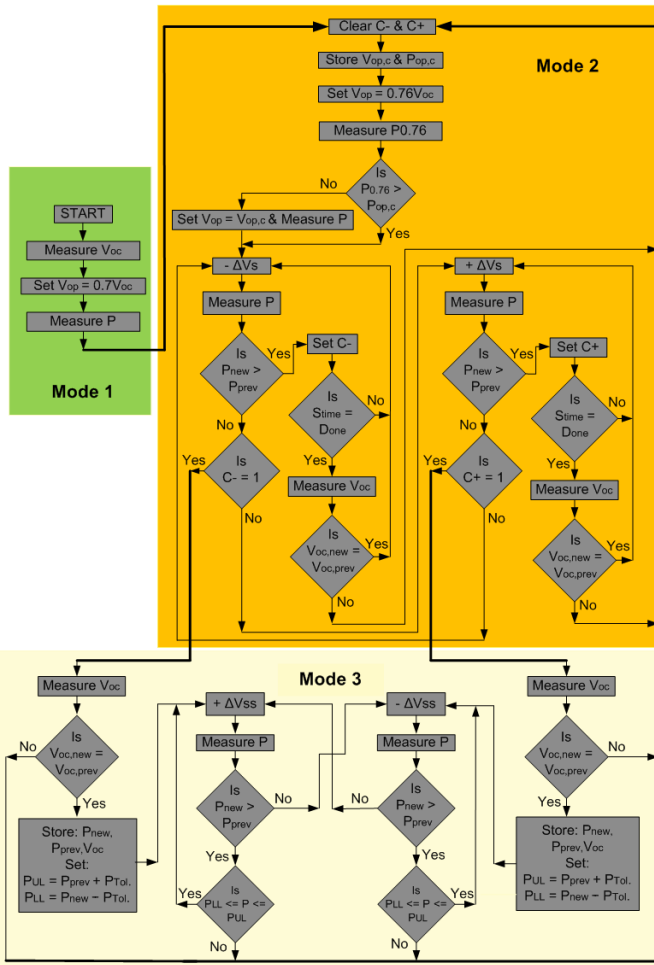 Clear C- & C+
Store Vop,c & Pop,c
Mode 2
Set Vop = 0.76Voc
Measure P0.76
Is
P0.76 >
Pop,c
No
Yes
Set Vop = Vop,c & Measure P
START
Measure Voc
Set Vop = 0.7Voc
Measure P
Mode 1
- ΔVs
Measure P
Is
Pnew >
Pprev
Yes
No
Set C-
Is
Stime =
Done
No
Yes
Is
C- = 1
Yes
No
Measure Voc
Is
Voc,new =
Voc,prev
Yes
No
+ ΔVs
Measure P
Is
Pnew >
Pprev
Yes
No
Set C+
Is
Stime =
Done
No
Yes
Is
C+ = 1
Yes
No
Measure Voc
Is
Voc,new =
Voc,prev
Yes
No
Mode 3
Measure Voc
Is
Voc,new =
Voc,prev
No
Yes
Store: Pnew,
Pprev,Voc
Set:
PUL = Pprev + PTol.
PLL = Pnew – PTol.
+ ΔVss
Measure P
Is
Pnew >
Pprev
No
Yes
Is
PLL <= P <=
PUL
Yes
No
- ΔVss
Measure P
Is
Pnew >
Pprev
No
Yes
Is
PLL <= P <=
PUL
Yes
No
Measure Voc
Is
Voc,new =
Voc,prev
No
Yes
Store: Pnew,
Pprev,Voc
Set:
PUL = Pprev + PTol.
PLL = Pnew – PTol.